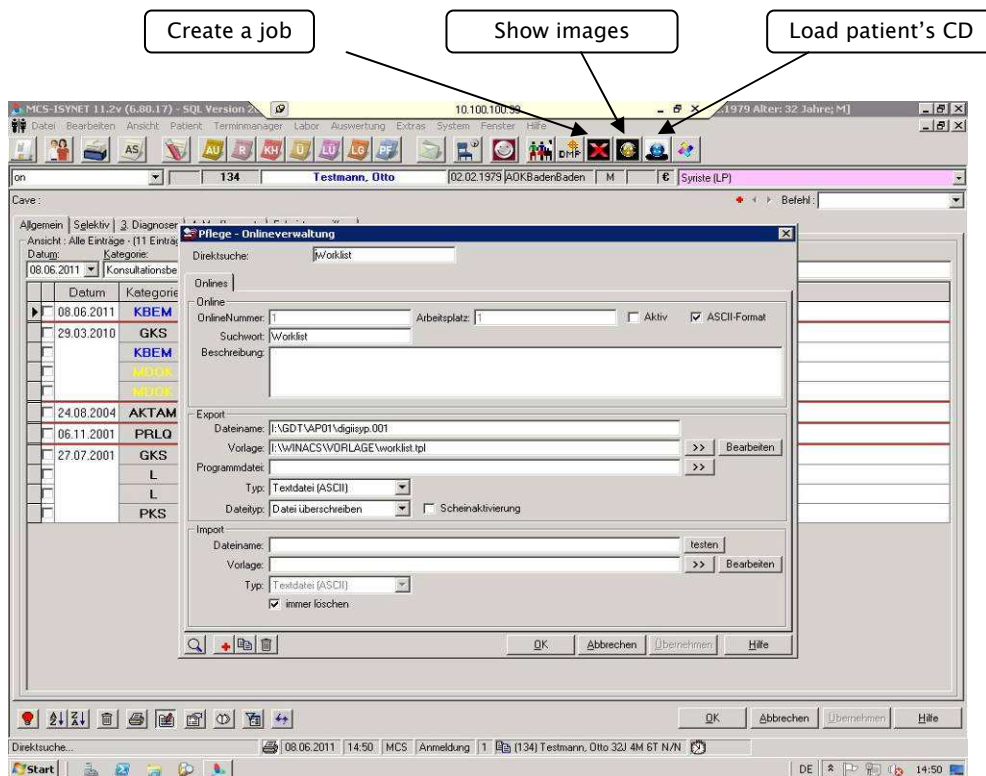 Create a job
Show images
Load patient's CD
MCS-ISYNET 11.2v (6.80.17) - SQL Version 2
10.100.100.99
1979 Alter: 32 Jahre; M]
Datei Bearbeiten Ansicht Patient Terminmanager Labor Auswertung Extras System Fenster Hilfe
AS AU R KH Ü LÜ LG PF DMP
on 134 Testmann, Otto 02.02.1979 AOKBadenBaden M € Syriste (LP)
Cave : Befehl :
Allgemein Selektiv 3. Diagnosen
Ansicht : Alle Einträge - (11 Einträg
Datum: Kategorie:
08.06.2011 Konsultationsbe
Datum Kategorie
08.06.2011 KBEM
29.03.2010 GKS
KBEM
MDOK
MDOK
24.08.2004 AKTAM
06.11.2001 PRLQ
27.07.2001 GKS
L
L
PKS
Pflege - Onlineverwaltung
Direktsuche: Worklist
Onlines
Online
OnlineNummer: 1 Arbeitsplatz: 1 Aktiv ASCII-Format
Suchwort: Worklist
Beschreibung:
Export
Dateiname: I:\GDT\AP01\digiisyp.001
Vorlage: I:\WINACS\VORLAGE\worklist.tpl >> Bearbeiten
Programmdatei: >>
Typ: Textdatei (ASCII)
Dateityp: Datei überschreiben Scheinaktivierung
Import
Dateiname: testen
Vorlage: >> Bearbeiten
Typ: Textdatei (ASCII)
immer löschen
OK Abbrechen Übernehmen Hilfe
OK Abbrechen Übernehmen Hilfe
Direktsuche... 08.06.2011 14:50 MCS Anmeldung 1 (134) Testmann, Otto 32J 4M 6T N/N
Start DE 14:50